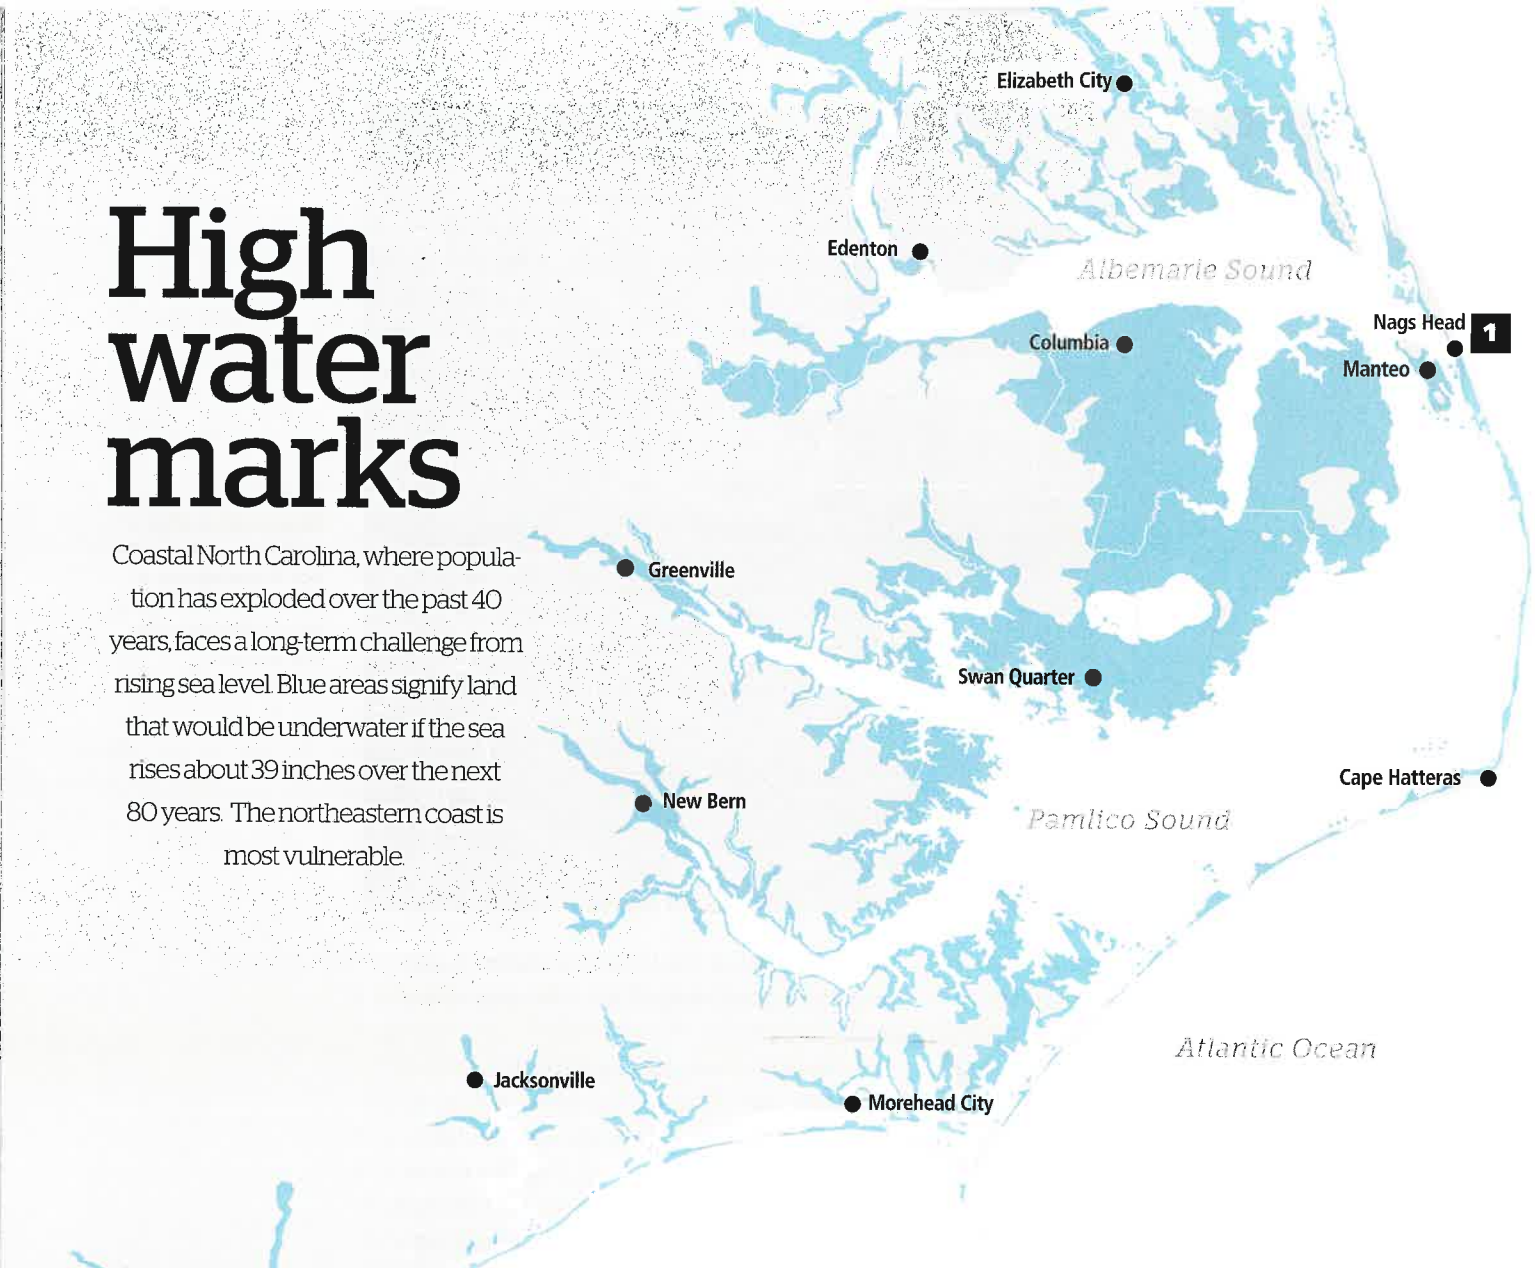 High
water
marks
Coastal North Carolina, where popula-
tion has exploded over the past 40
years, faces a long-term challenge from
rising sea level. Blue areas signify land
that would be underwater if the sea
rises about 39 inches over the next
80 years. The northeastern coast is
most vulnerable.
Elizabeth City
Edenton
Albemarle Sound
Nags Head
1
Columbia
Manteo
Greenville
Swan Quarter
Cape Hatteras
New Bern
Pamlico Sound
Atlantic Ocean
Jacksonville
Morehead City